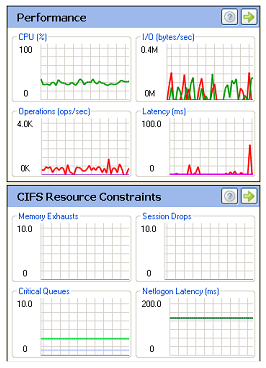 Performance
?
CPU (%)
100
0
I/O (bytes/sec)
0.4M
0M
Operations (ops/sec)
4.0K
0K
Latency (ms)
100.0
0
CIFS Resource Constraints
?
Memory Exhausts
10.0
0
Session Drops
10.0
0
Critical Queues
10.0
0
Netlogon Latency (ms)
200.0
0